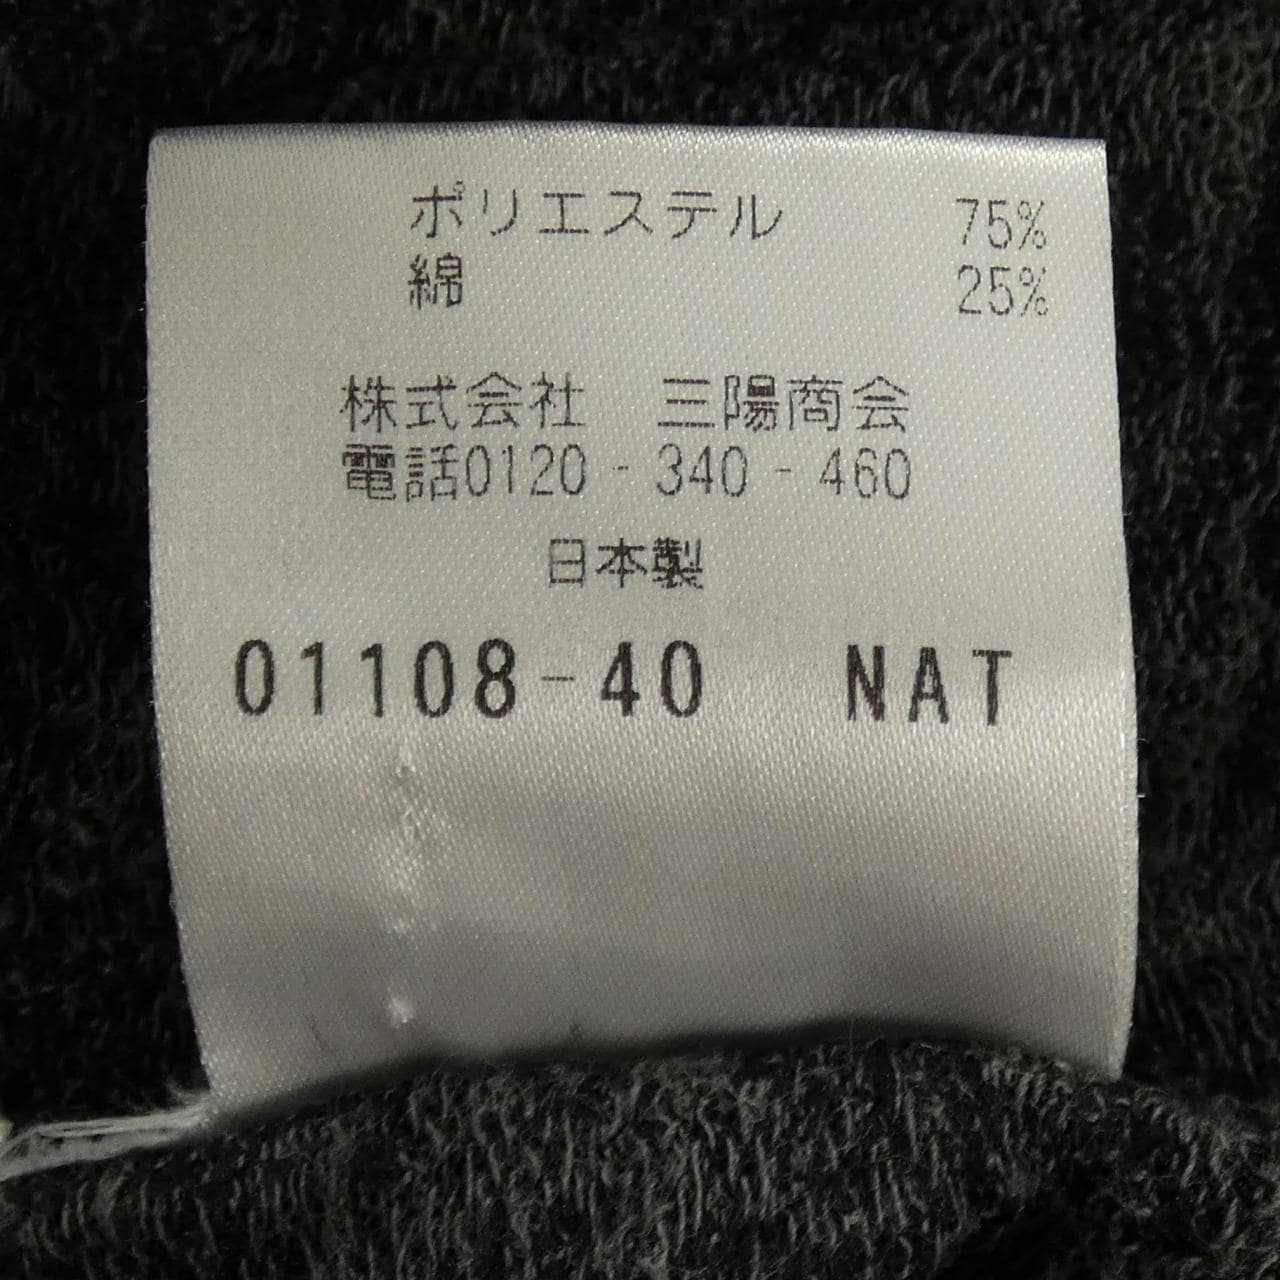 ポリエステル 75%
綿 25%
株式会社 三陽商会
電話0120-340-460
日本製
01108-40 NAT